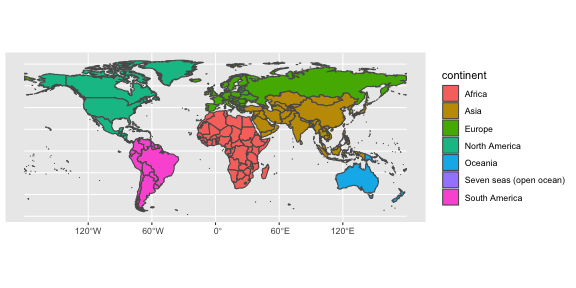 continent
Africa
Asia
Europe
North America
Oceania
Seven seas (open ocean)
South America
120°W 60°W 0° 60°E 120°E